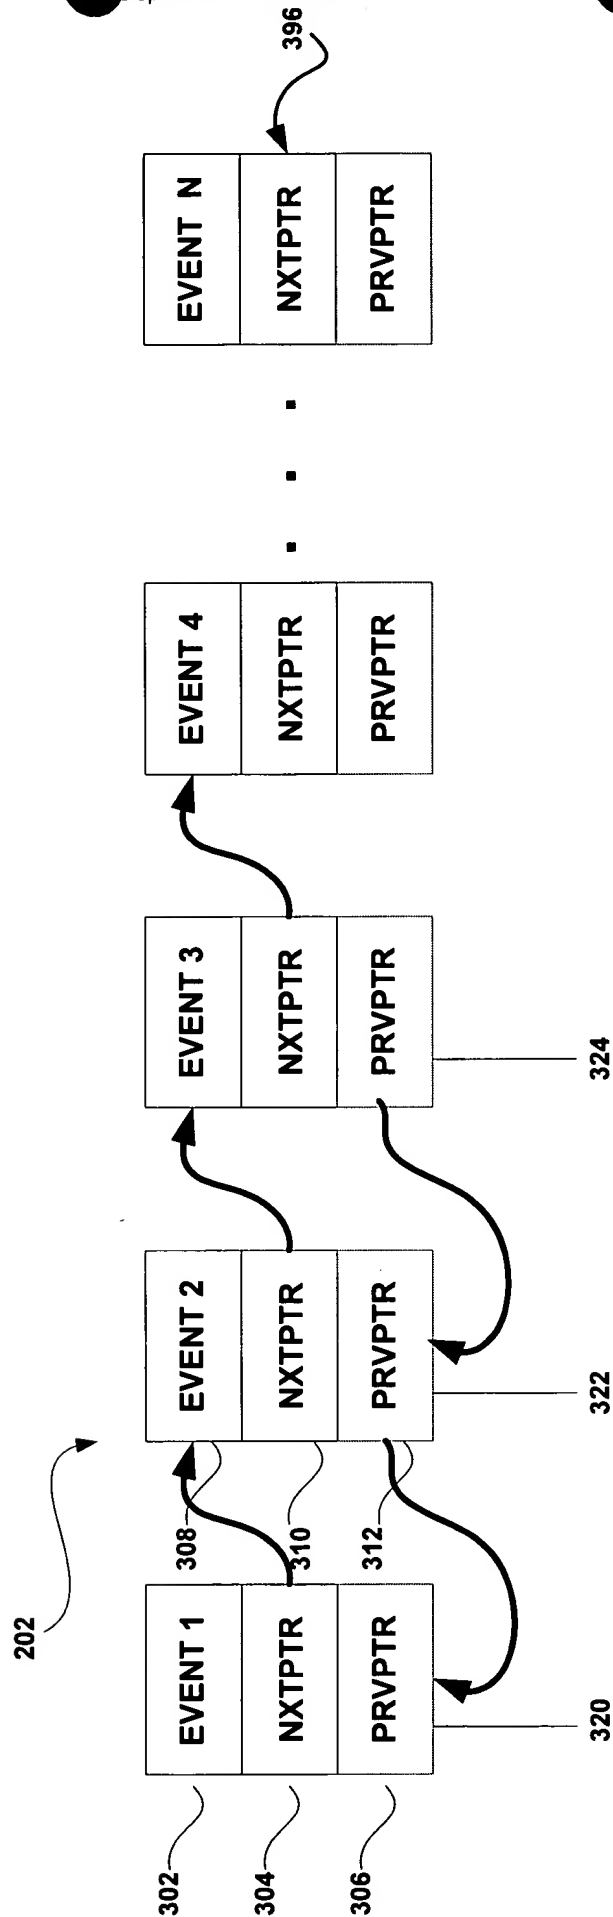 202
396
EVENT 1
NXTPTR
PRVPTR
EVENT 2
NXTPTR
PRVPTR
EVENT 3
NXTPTR
PRVPTR
EVENT 4
NXTPTR
PRVPTR
. . .
EVENT N
NXTPTR
PRVPTR
302
304
306
308
310
312
320
322
324